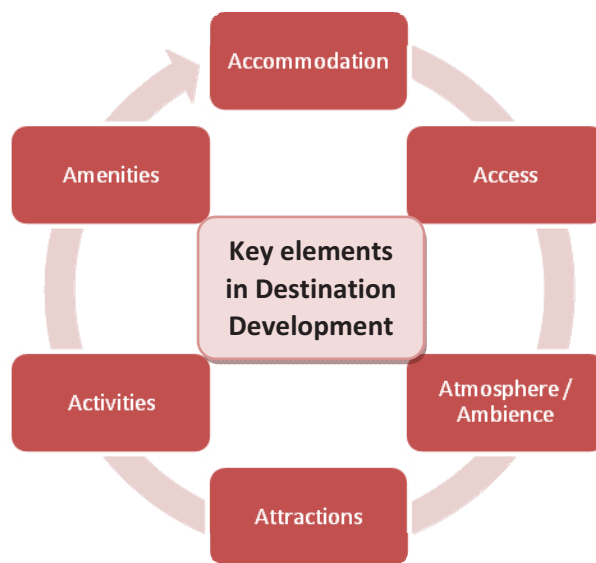 Accommodation
Access
Atmosphere /
Ambience
Attractions
Activities
Amenities
Key elements
in Destination
Development